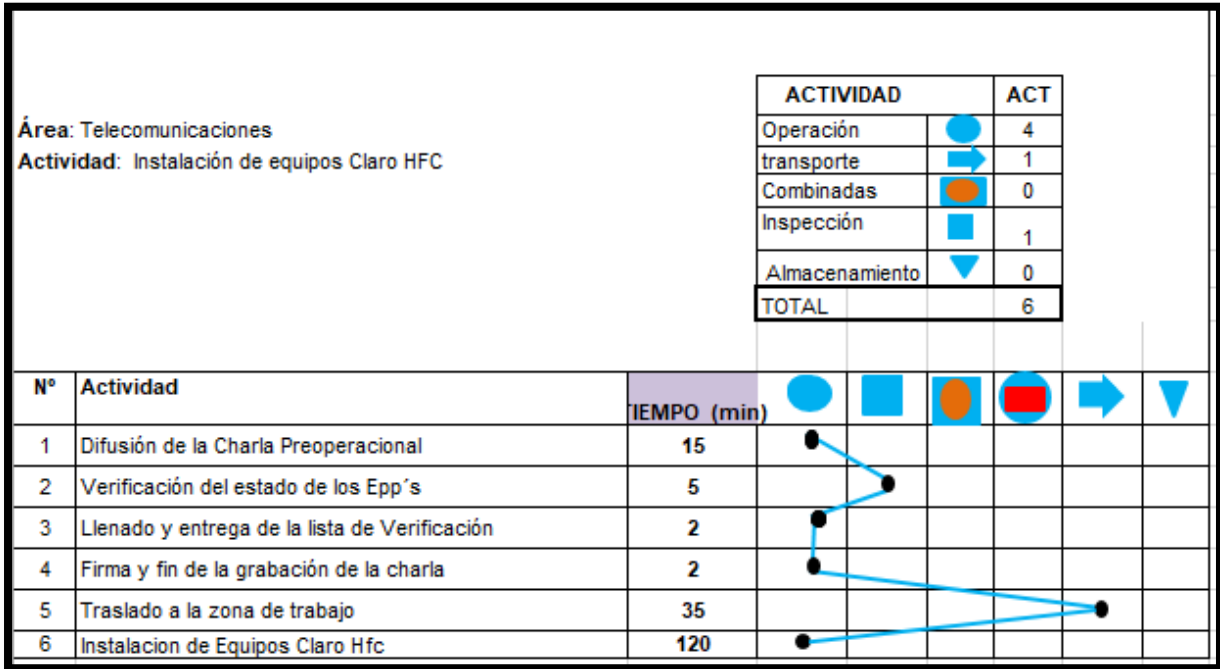 ACTIVIDAD ACT
Área: Telecomunicaciones
Operación 4
Actividad: Instalación de equipos Claro HFC
transporte 1
Combinadas 0
Inspección 1
Almacenamiento 0
TOTAL 6
Nº Actividad TIEMPO (min)
1 Difusión de la Charla Preoperacional 15
2 Verificación del estado de los Epp´s 5
3 Llenado y entrega de la lista de Verificación 2
4 Firma y fin de la grabación de la charla 2
5 Traslado a la zona de trabajo 35
6 Instalacion de Equipos Claro Hfc 120